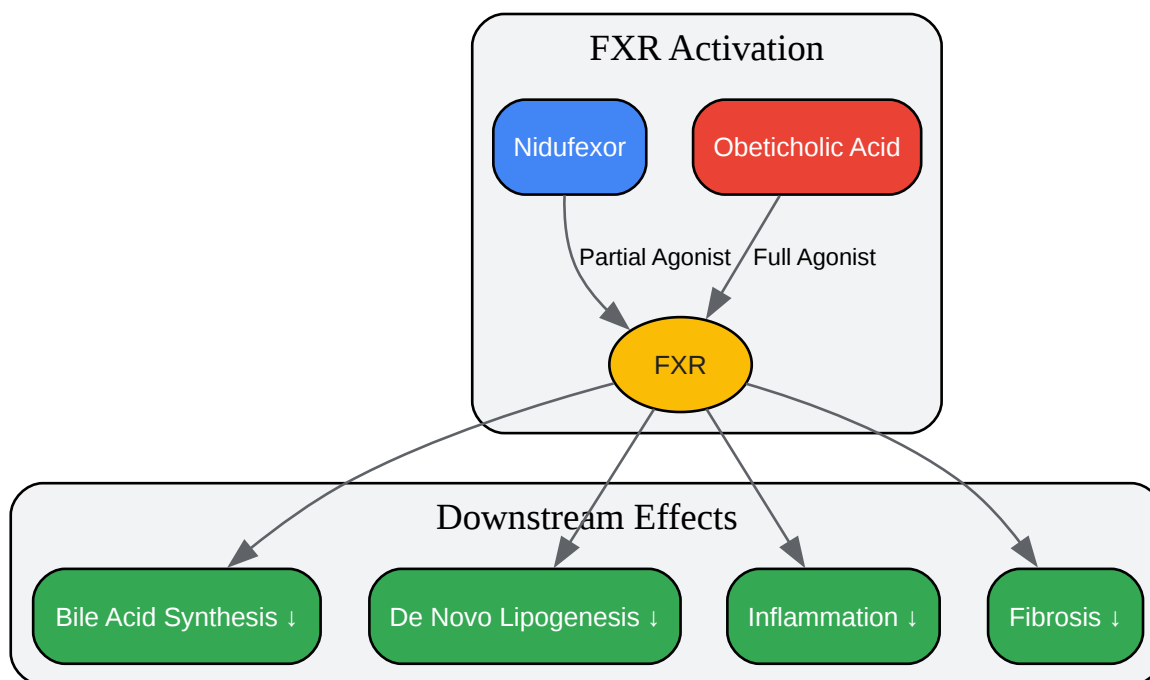 FXR Activation
Nidufexor
Obeticholic Acid
Partial Agonist
Full Agonist
FXR
Downstream Effects
Bile Acid Synthesis ↓
De Novo Lipogenesis ↓
Inflammation ↓
Fibrosis ↓